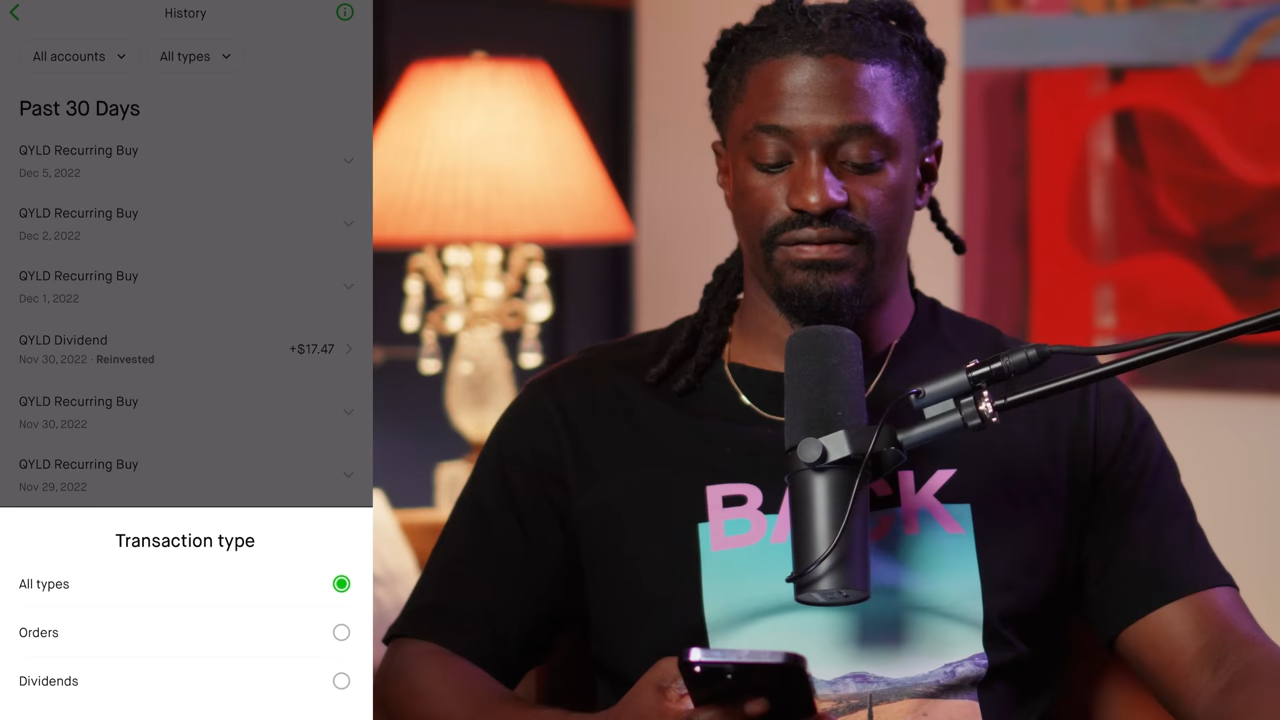 History
All accounts
All types
Past 30 Days
QYLD Recurring Buy
Dec 5, 2022
QYLD Recurring Buy
Dec 2, 2022
QYLD Recurring Buy
Dec 1, 2022
QYLD Dividend
+$17.47
Nov 30, 2022 · Reinvested
QYLD Recurring Buy
Nov 30, 2022
QYLD Recurring Buy
Nov 29, 2022
Transaction type
All types
Orders
Dividends
BACK